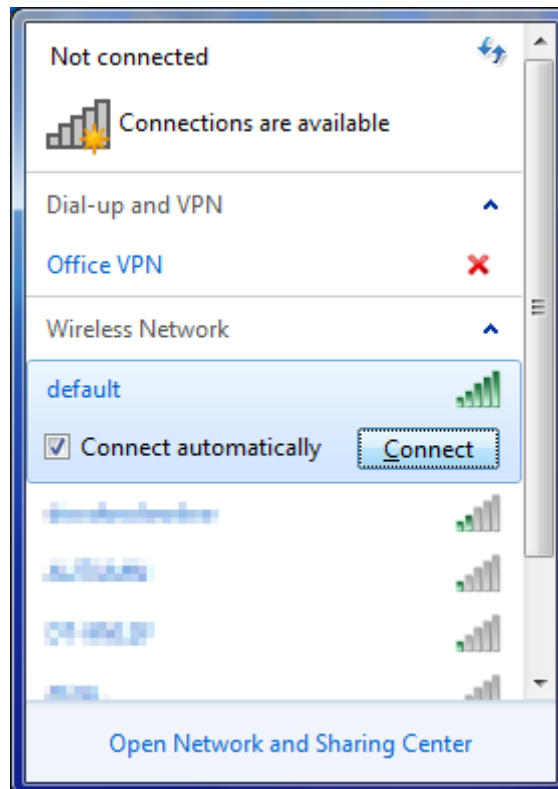 Not connected
Connections are available
Dial-up and VPN
Office VPN
Wireless Network
default
Connect automatically
Connect
Open Network and Sharing Center